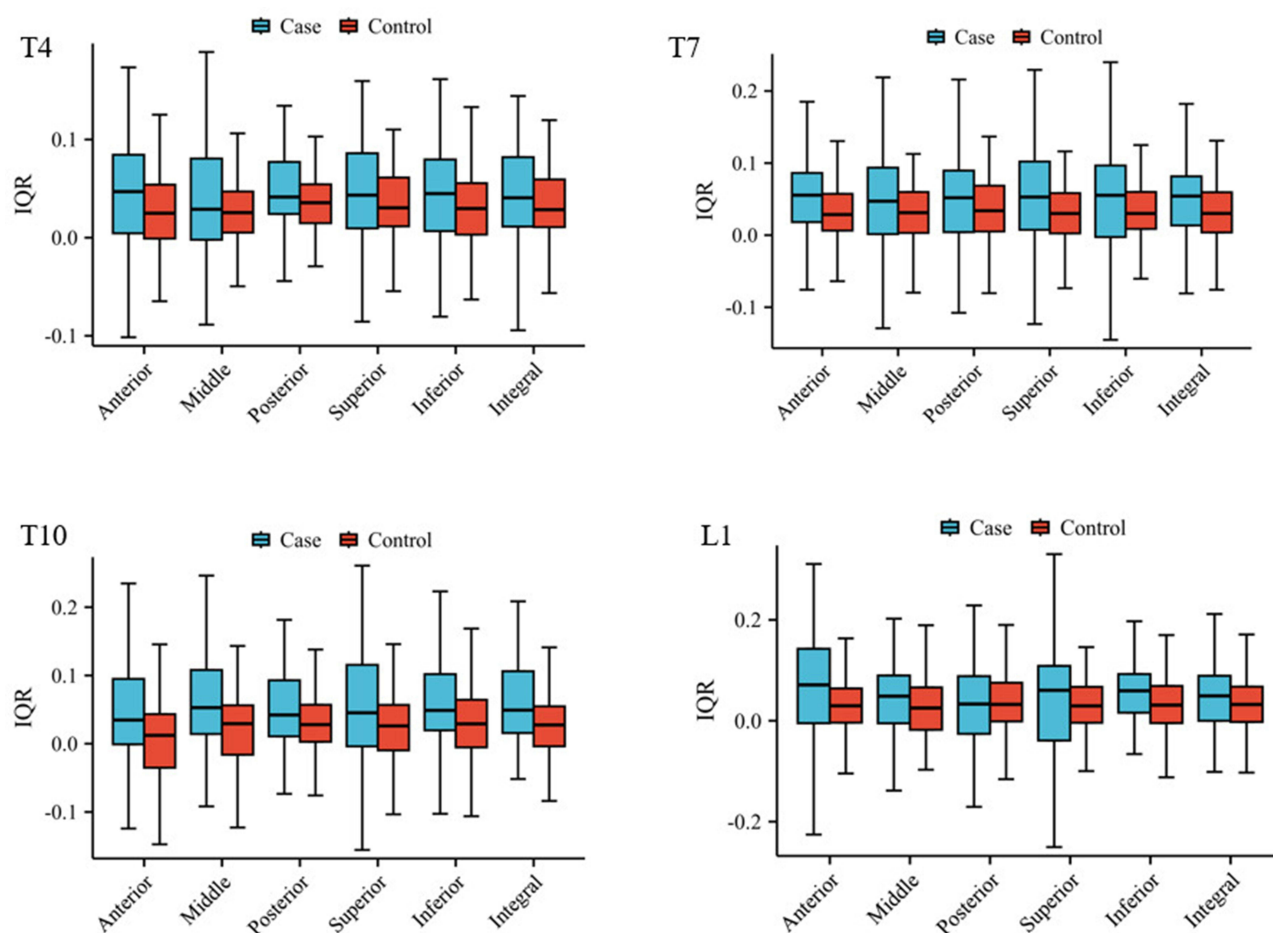 T4
Case Control
IQR
0.1
0.0
-0.1
Anterior Middle Posterior Superior Inferior Integral
T7
Case Control
IQR
0.2
0.1
0.0
-0.1
Anterior Middle Posterior Superior Inferior Integral
T10
Case Control
IQR
0.2
0.1
0.0
-0.1
Anterior Middle Posterior Superior Inferior Integral
L1
Case Control
IQR
0.2
0.0
-0.2
Anterior Middle Posterior Superior Inferior Integral